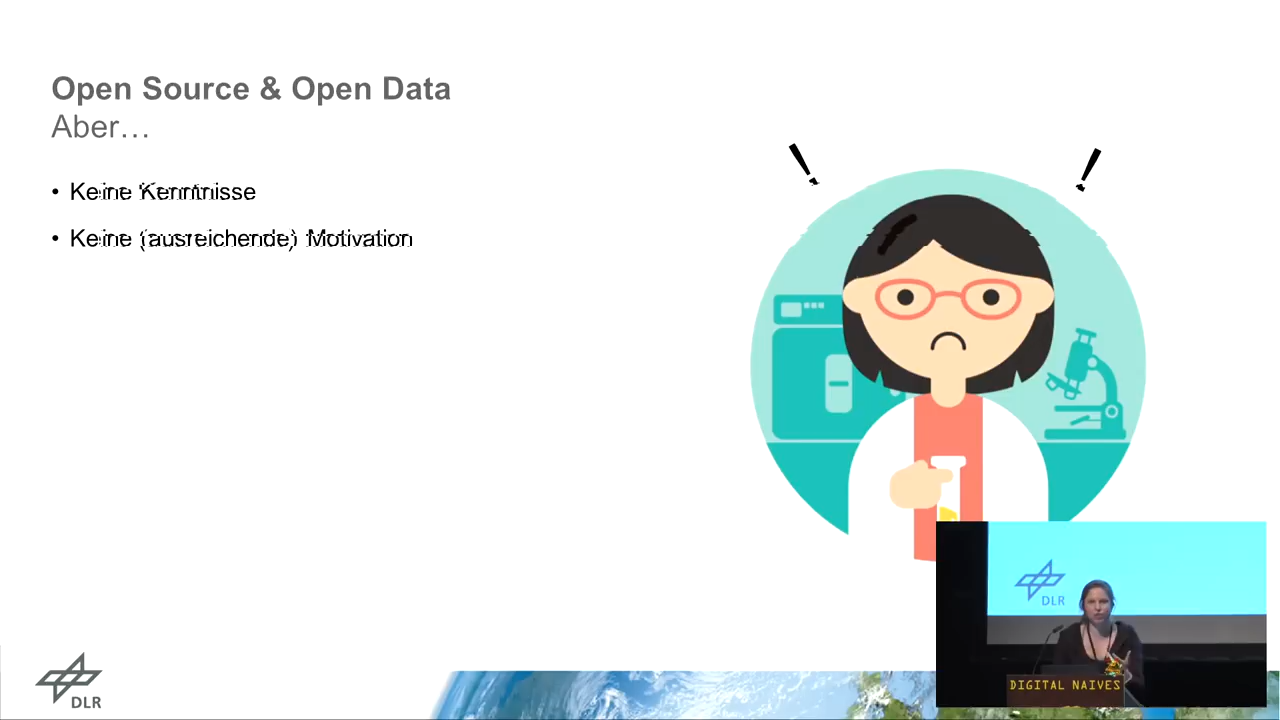 Open Source & Open Data
Aber…
• Keine Kenntnisse
• Keine (ausreichende) Motivation
! !
DLR
DLR
DIGITAL NAIVES